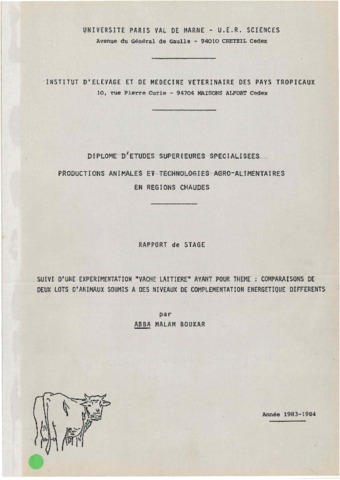 UNIVERSITE PARIS VAL DE MARNE - U.E.R. SCIENCES
Avenue du Général de Gaulle - 94010 CRETEIL Cedex
INSTITUT D'ELEVAGE ET DE MEDECINE VETERINAIRE DES PAYS TROPICAUX
10, rue Pierre Curie - 94704 MAISONS ALFORT Cedex
DIPLOME D'ETUDES SUPERIEURES SPECIALISEES
PRODUCTIONS ANIMALES ET TECHNOLOGIES AGRO-ALIMENTAIRES
EN REGIONS CHAUDES
RAPPORT de STAGE
SUIVI D'UNE EXPERIMENTATION "VACHE LAITIERE" AYANT POUR THEME : COMPARAISONS DE
DEUX LOTS D'ANIMAUX SOUMIS A DES NIVEAUX DE COMPLEMENTATION ENERGETIQUE DIFFERENTS
par
ABBA MALAM BOUKAR
Année 1983-1984